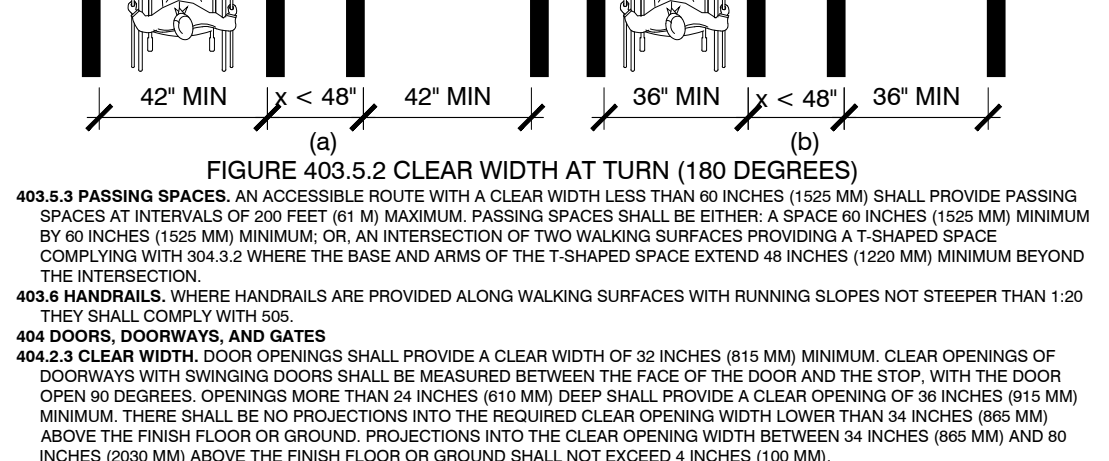 42" MIN x < 48" 42" MIN 36" MIN x < 48" 36" MIN
(a) (b)
FIGURE 403.5.2 CLEAR WIDTH AT TURN (180 DEGREES)
403.5.3 PASSING SPACES. AN ACCESSIBLE ROUTE WITH A CLEAR WIDTH LESS THAN 60 INCHES (1525 MM) SHALL PROVIDE PASSING
SPACES AT INTERVALS OF 200 FEET (61 M) MAXIMUM. PASSING SPACES SHALL BE EITHER: A SPACE 60 INCHES (1525 MM) MINIMUM
BY 60 INCHES (1525 MM) MINIMUM; OR, AN INTERSECTION OF TWO WALKING SURFACES PROVIDING A T-SHAPED SPACE
COMPLYING WITH 304.3.2 WHERE THE BASE AND ARMS OF THE T-SHAPED SPACE EXTEND 48 INCHES (1220 MM) MINIMUM BEYOND
THE INTERSECTION.
403.6 HANDRAILS. WHERE HANDRAILS ARE PROVIDED ALONG WALKING SURFACES WITH RUNNING SLOPES NOT STEEPER THAN 1:20
THEY SHALL COMPLY WITH 505.
404 DOORS, DOORWAYS, AND GATES
404.2.3 CLEAR WIDTH. DOOR OPENINGS SHALL PROVIDE A CLEAR WIDTH OF 32 INCHES (815 MM) MINIMUM. CLEAR OPENINGS OF
DOORWAYS WITH SWINGING DOORS SHALL BE MEASURED BETWEEN THE FACE OF THE DOOR AND THE STOP, WITH THE DOOR
OPEN 90 DEGREES. OPENINGS MORE THAN 24 INCHES (610 MM) DEEP SHALL PROVIDE A CLEAR OPENING OF 36 INCHES (915 MM)
MINIMUM. THERE SHALL BE NO PROJECTIONS INTO THE REQUIRED CLEAR OPENING WIDTH LOWER THAN 34 INCHES (865 MM)
ABOVE THE FINISH FLOOR OR GROUND. PROJECTIONS INTO THE CLEAR OPENING WIDTH BETWEEN 34 INCHES (865 MM) AND 80
INCHES (2030 MM) ABOVE THE FINISH FLOOR OR GROUND SHALL NOT EXCEED 4 INCHES (100 MM).